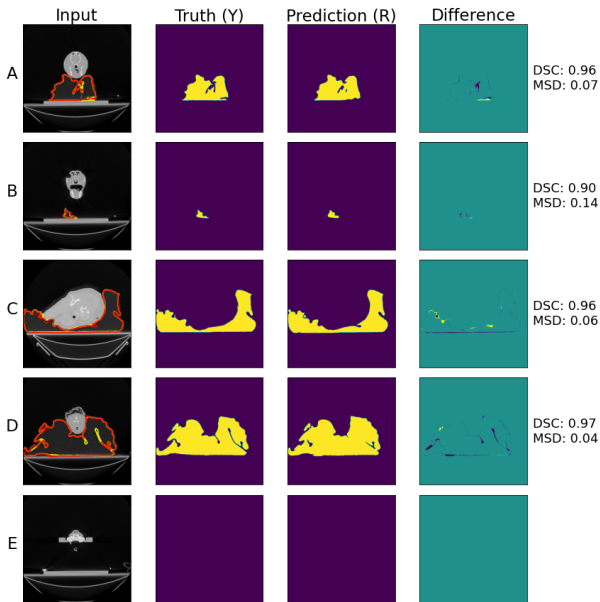 Input Truth (Y) Prediction (R) Difference
A
DSC: 0.96
MSD: 0.07
B
DSC: 0.90
MSD: 0.14
C
DSC: 0.96
MSD: 0.06
D
DSC: 0.97
MSD: 0.04
E